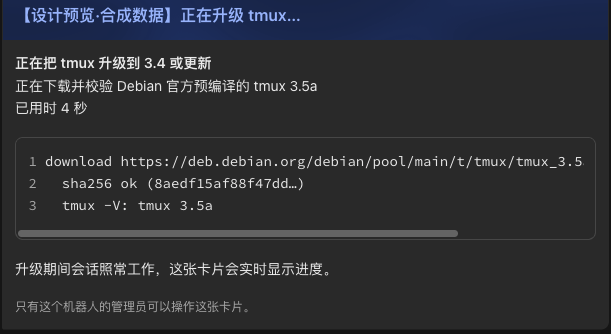 【设计预览·合成数据】正在升级 tmux...
正在把 tmux 升级到 3.4 或更新
正在下载并校验 Debian 官方预编译的 tmux 3.5a
已用时 4 秒
1 download https://deb.debian.org/debian/pool/main/t/tmux/tmux_3.5
2   sha256 ok (8aedf15af88f47dd…)
3   tmux -V: tmux 3.5a
升级期间会话照常工作，这张卡片会实时显示进度。
只有这个机器人的管理员可以操作这张卡片。